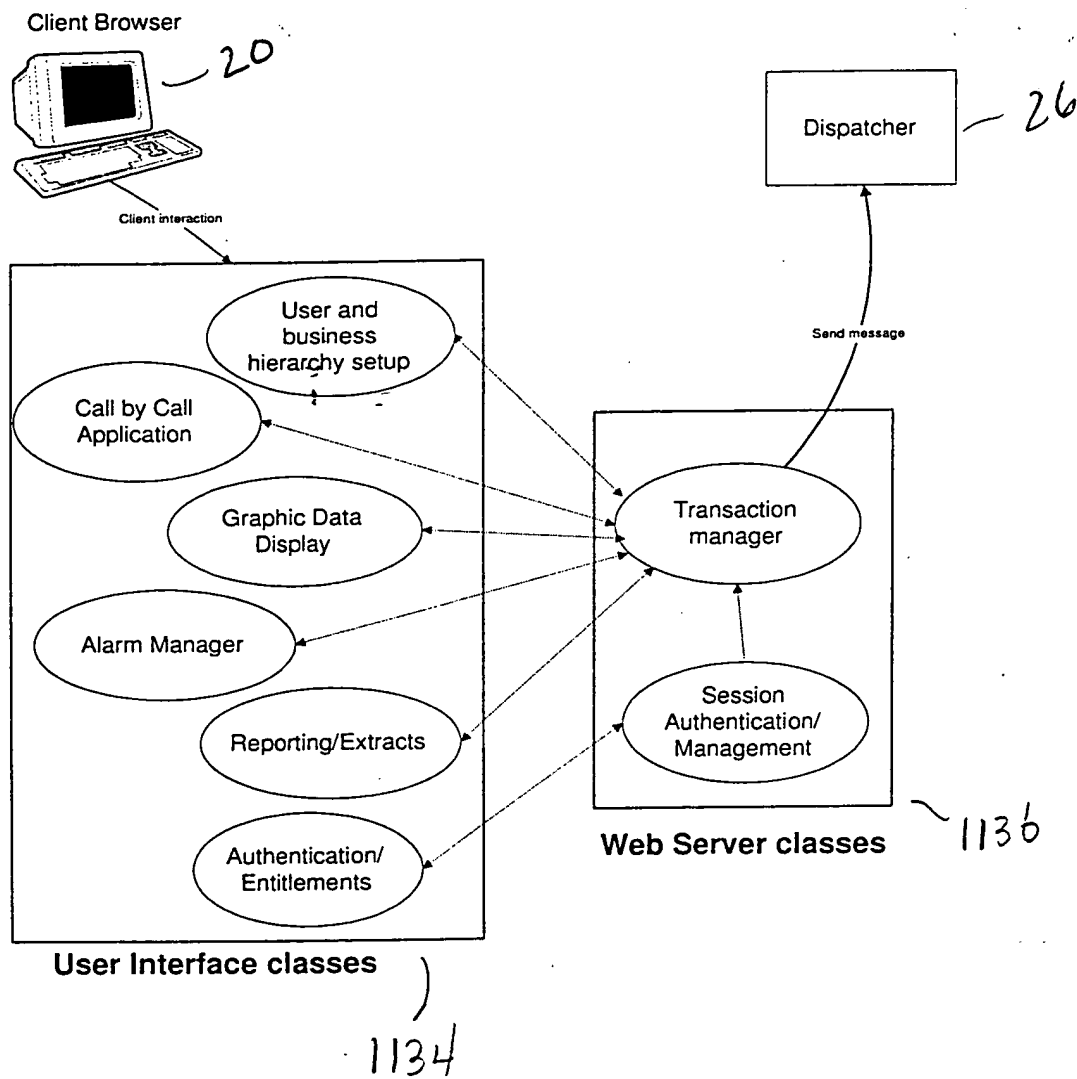 Client Browser
20
Dispatcher
26
Client interaction
User and
business
hierarchy setup
Send message
Call by Call
Application
Graphic Data
Display
Transaction
manager
Alarm Manager
Session
Authentication/
Management
Reporting/Extracts
Authentication/
Entitlements
Web Server classes
1136
User Interface classes
1134